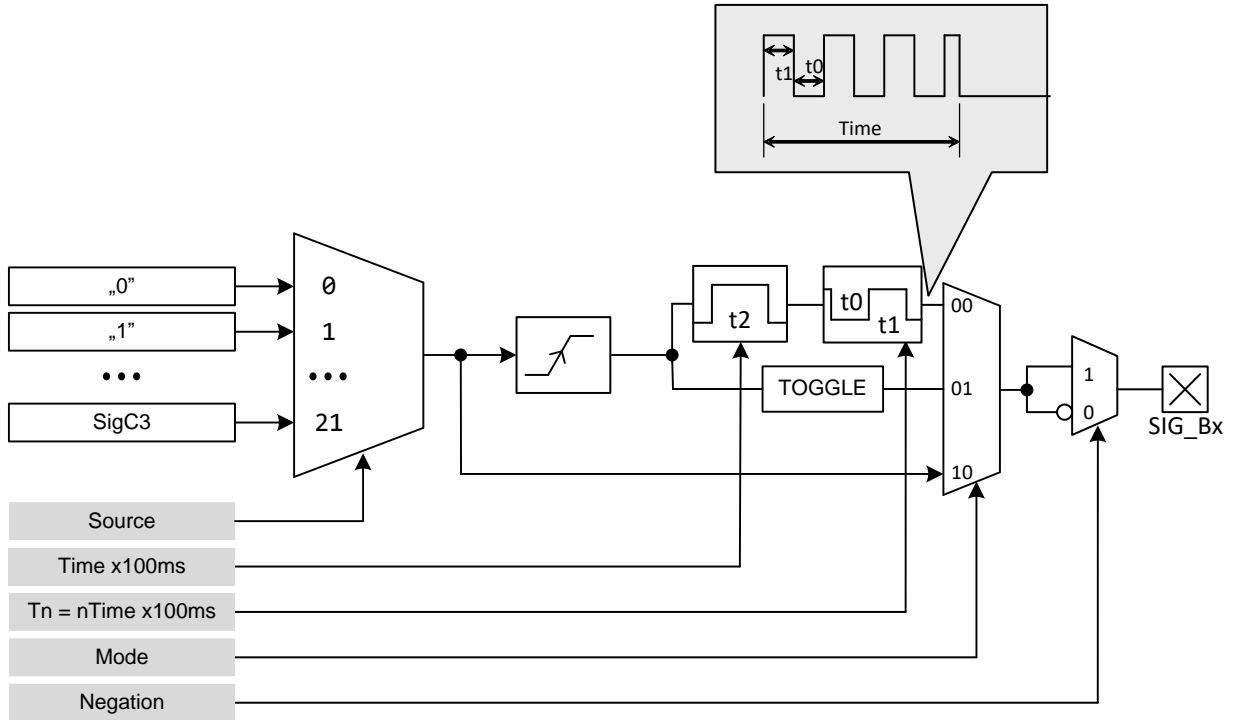 t1
t0
Time
„0”
0
„1”
1
•••
•••
SigC3
21
t2
t0
t1
00
TOGGLE
01
10
1
0
SIG_Bx
Source
Time x100ms
Tn = nTime x100ms
Mode
Negation